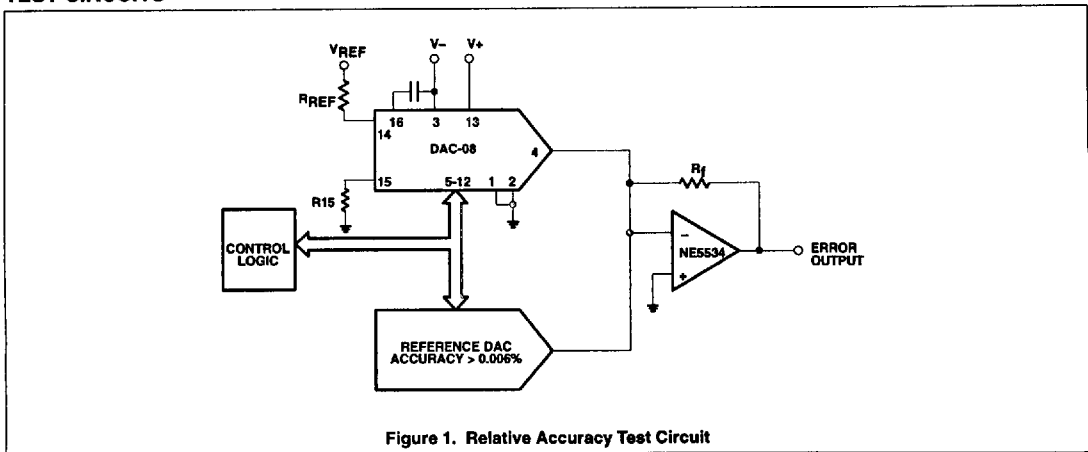 VREF
V–
V+
RREF
16
3
13
14
DAC-08
4
15
5-12
1
2
R15
Rf
CONTROL
LOGIC
–
NE5534
+
ERROR
OUTPUT
REFERENCE DAC
ACCURACY > 0.006%
Figure 1. Relative Accuracy Test Circuit